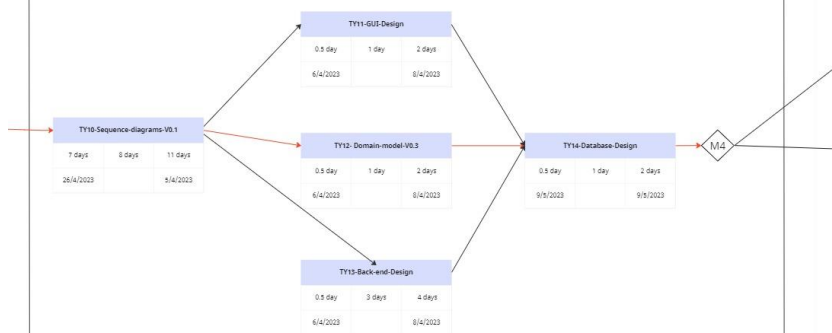 TY11-GUI-Design
0.5 day 1 day 2 days
6/4/2023 8/4/2023
TY10-Sequence-diagrams-V0.1
7 days 8 days 11 days
26/4/2023 5/4/2023
TY12- Domain-model-V0.3
0.5 day 1 day 2 days
6/4/2023 8/4/2023
TY14-Database-Design
0.5 day 1 day 2 days
9/5/2023 9/5/2023
M4
TY13-Back-end-Design
0.5 day 3 days 4 days
6/4/2023 8/4/2023